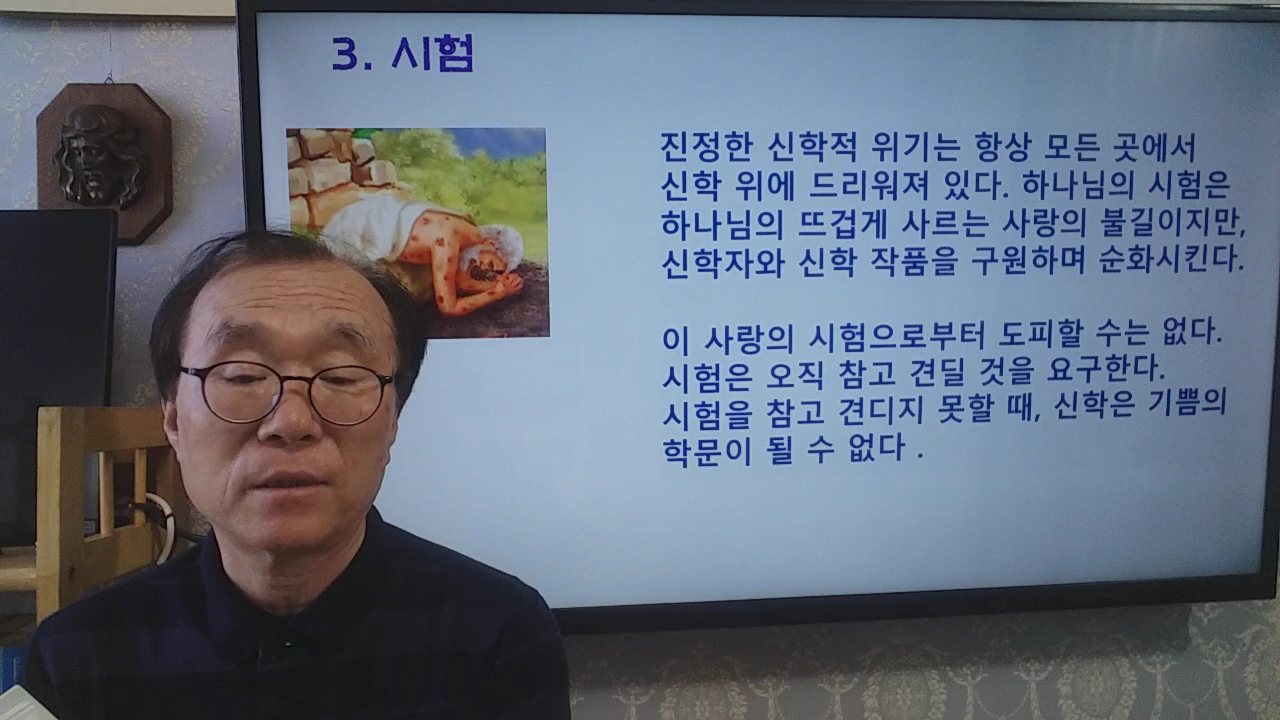 3. 시험
진정한 신학적 위기는 항상 모든 곳에서
신학 위에 드리워져 있다. 하나님의 시험은
하나님의 뜨겁게 사르는 사랑의 불길이지만,
신학자와 신학 작품을 구원하며 순화시킨다.
이 사랑의 시험으로부터 도피할 수는 없다.
시험은 오직 참고 견딜 것을 요구한다.
시험을 참고 견디지 못할 때, 신학은 기쁨의
학문이 될 수 없다 .